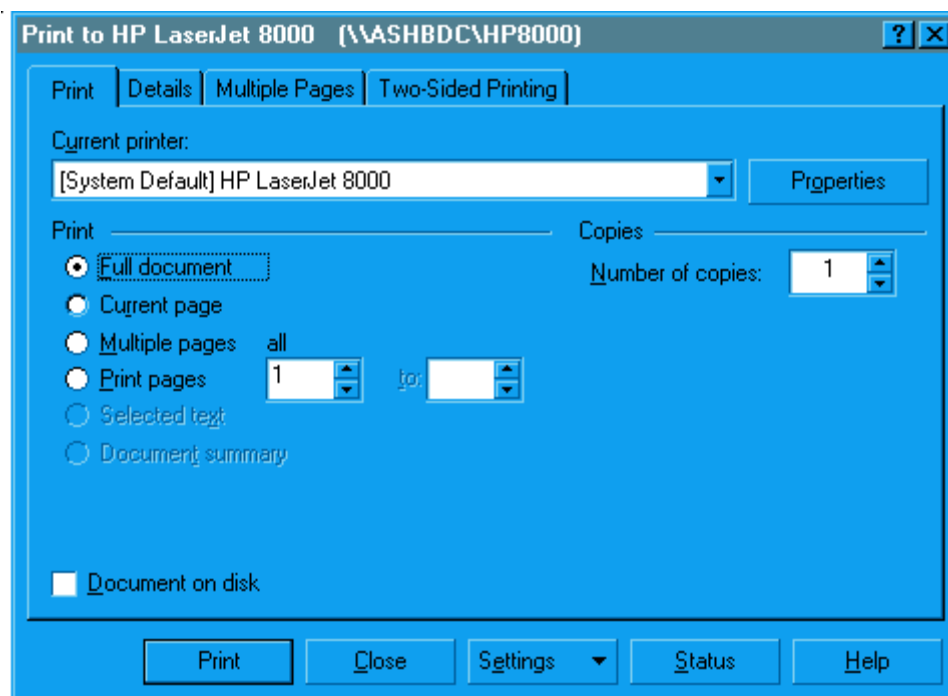 Print to HP LaserJet 8000 (\\ASHBDC\HP8000) ? X
Print Details Multiple Pages Two-Sided Printing
Current printer:
[System Default] HP LaserJet 8000 Properties
Print Copies
Full document Number of copies: 1
Current page
Multiple pages all
Print pages 1 to:
Selected text
Document summary
Document on disk
Print Close Settings Status Help